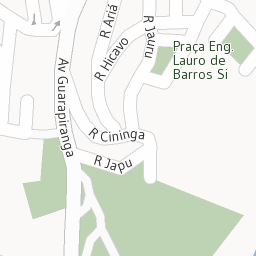 R Ariá
R Hicavo
R Jauru
Praça Eng.
Lauro de
Barros Si
Av Guarapiranga
R Cininga
R Japu